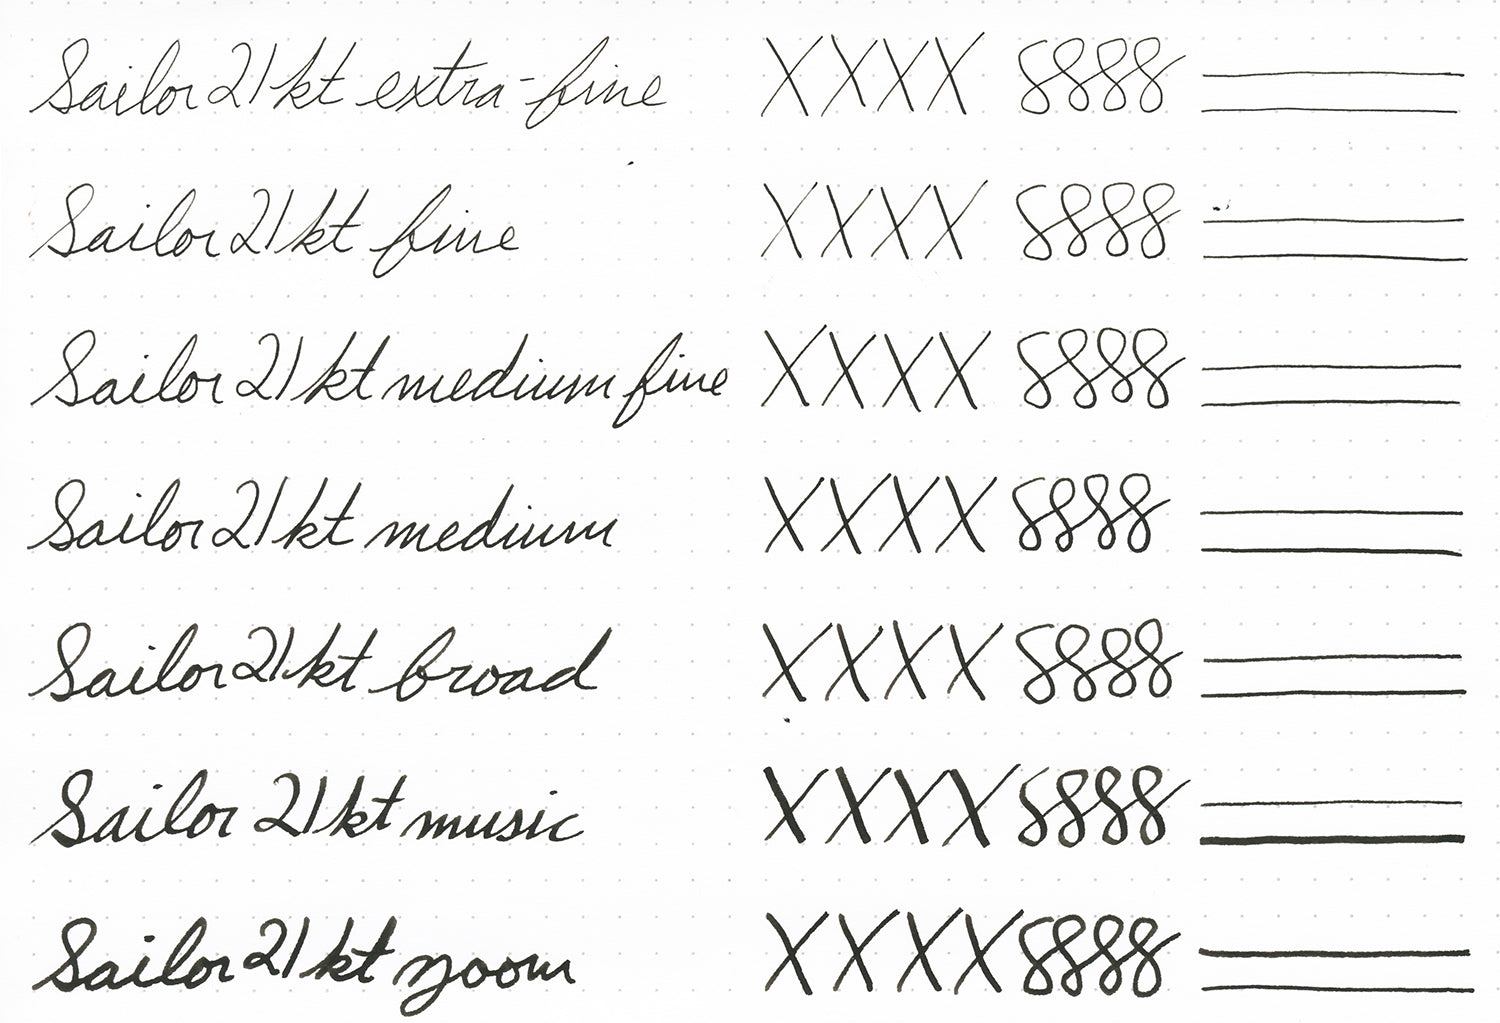 Sailor 21kt extra-fine XXXX 8888
Sailor 21kt fine XXXX 8888
Sailor 21kt medium fine XXXX 8888
Sailor 21kt medium XXXX 8888
Sailor 21kt broad XXXX 8888
Sailor 21kt music XXXX 8888
Sailor 21kt zoom XXXX 8888